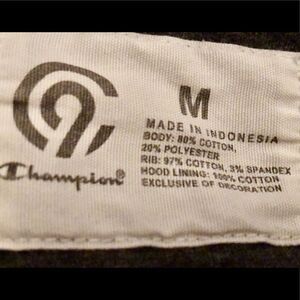 C9
M
MADE IN INDONESIA
BODY: 80% COTTON,
20% POLYESTER
RIB: 97% COTTON, 3% SPANDEX
HOOD LINING: 100% COTTON
EXCLUSIVE OF DECORATION
Champion®